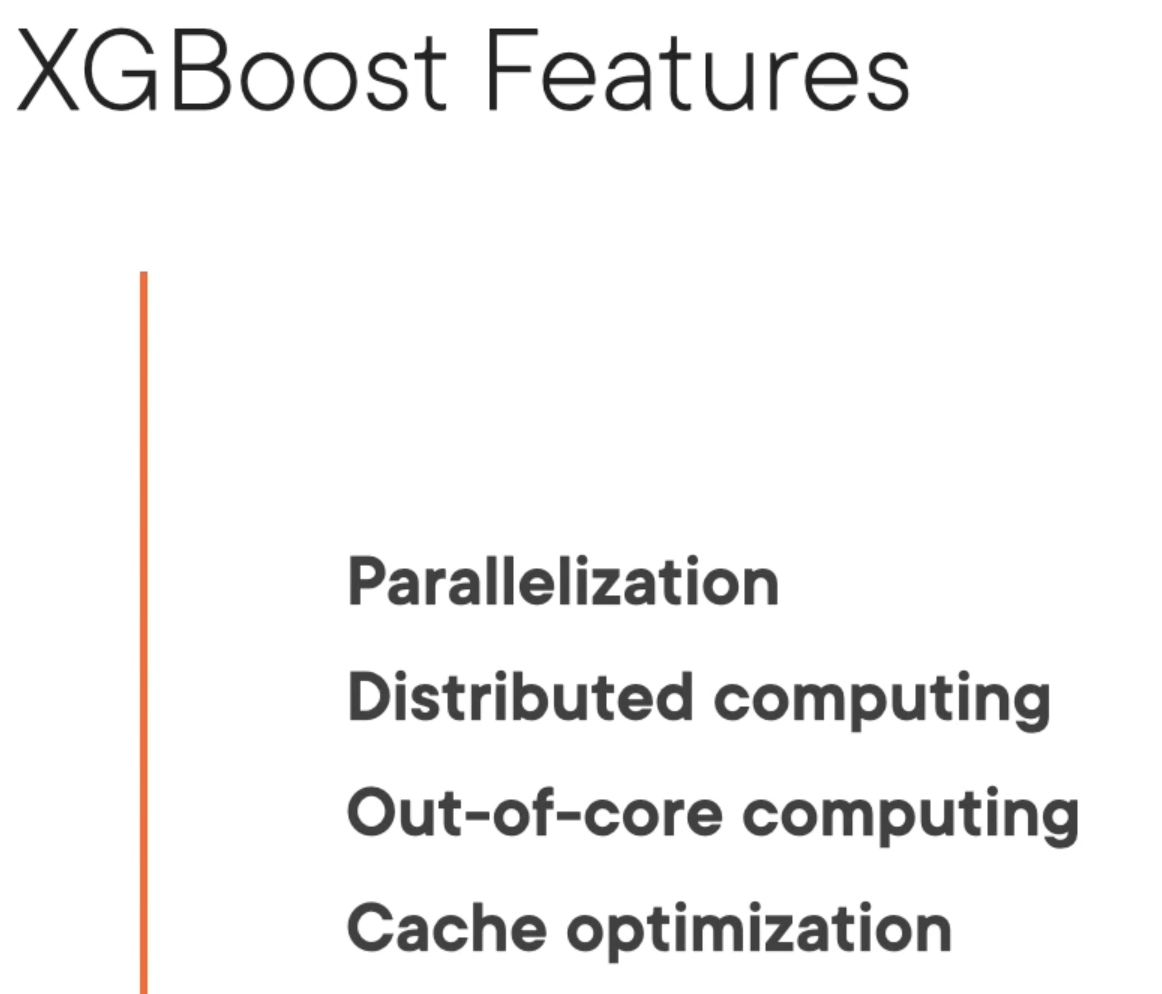 XGBoost Features
Parallelization
Distributed computing
Out-of-core computing
Cache optimization